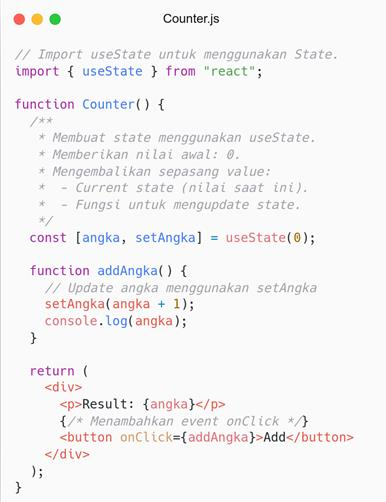 Counter.js
// Import useState untuk menggunakan State.
import { useState } from "react";
function Counter() {
/**
* Membuat state menggunakan useState.
* Memberikan nilai awal: 0.
* Mengembalikan sepasang value:
* - Current state (nilai saat ini).
* - Fungsi untuk mengupdate state.
*/
const [angka, setAngka] = useState(0);
function addAngka() {
// Update angka menggunakan setAngka
setAngka(angka + 1);
console.log(angka);
}
return (
<div>
<p>Result: {angka}</p>
{/* Menambahkan event onClick */}
<button onClick={addAngka}>Add</button>
</div>
);
}